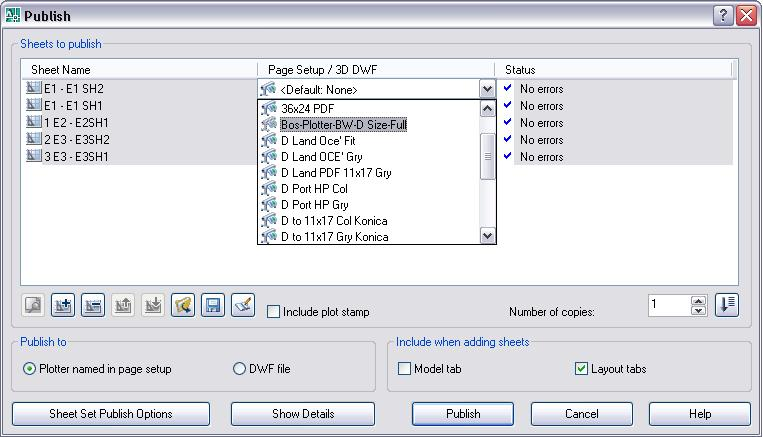 Publish
Sheets to publish
Sheet Name Page Setup / 3D DWF Status
E1 - E1 SH2 <Default: None> No errors
E1 - E1 SH1 No errors
1 E2 - E2SH1 No errors
2 E3 - E3SH2 No errors
3 E3 - E3SH1 No errors
36x24 PDF
Bos-Plotter-BW-D Size-Full
D Land Oce' Fit
D Land OCE' Gry
D Land PDF 11x17 Gry
D Port HP Col
D Port HP Gry
D to 11x17 Col Konica
D to 11x17 Gry Konica
Include plot stamp Number of copies: 1
Publish to
Plotter named in page setup DWF file
Include when adding sheets
Model tab Layout tabs
Sheet Set Publish Options Show Details Publish Cancel Help